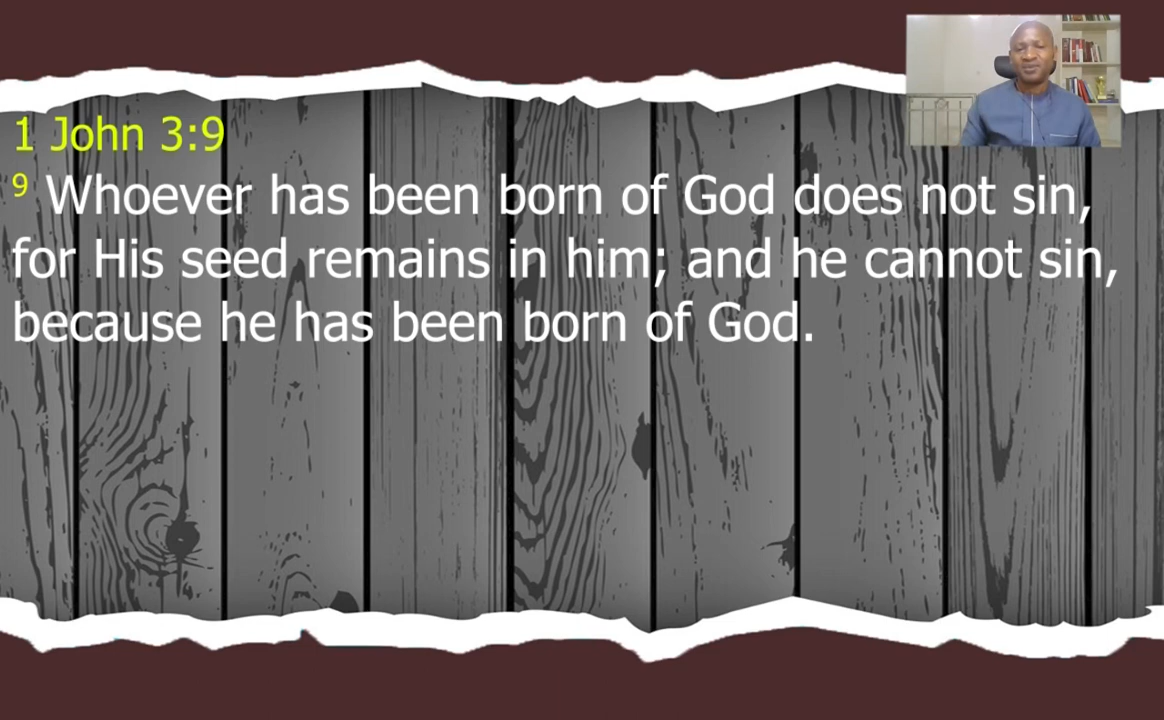 1 John 3:9
9 Whoever has been born of God does not sin,
for His seed remains in him; and he cannot sin,
because he has been born of God.